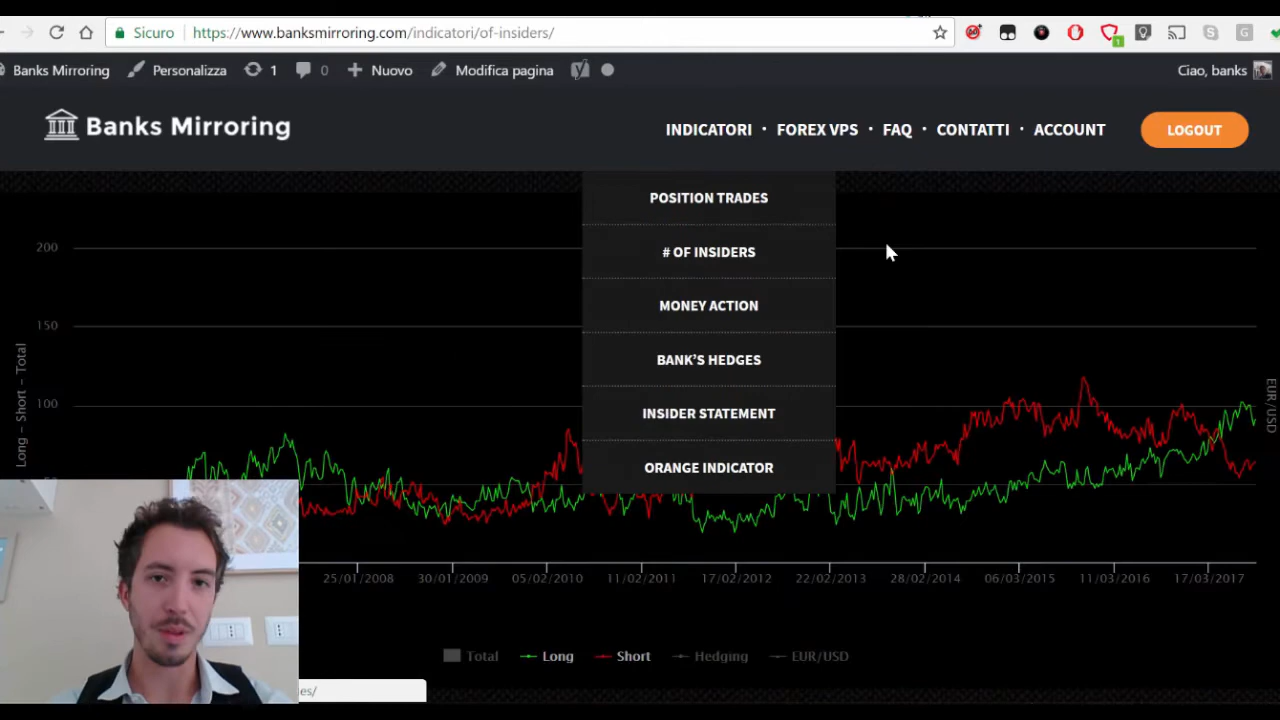 Sicuro https://www.banksmirroring.com/indicatori/of-insiders/
Banks Mirroring Personalizza 1 0 Nuovo Modifica pagina Ciao, banks
Banks Mirroring
INDICATORI • FOREX VPS • FAQ • CONTATTI • ACCOUNT LOGOUT
POSITION TRADES
# OF INSIDERS
MONEY ACTION
BANK'S HEDGES
INSIDER STATEMENT
ORANGE INDICATOR
200
150
100
Long - Short - Total
EUR/USD
25/01/2008 30/01/2009 05/02/2010 11/02/2011 17/02/2012 22/02/2013 28/02/2014 06/03/2015 11/03/2016 17/03/2017
Total Long Short Hedging EUR/USD
es/